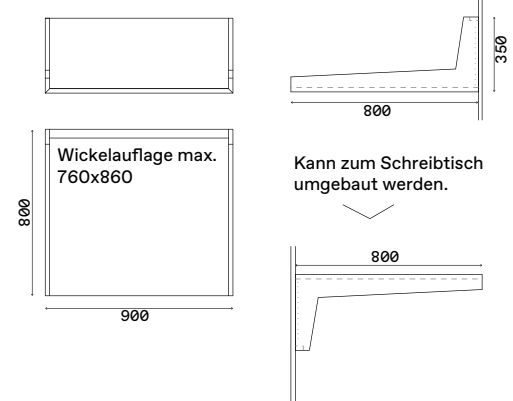 350
800
Wickelauflage max.
760x860
800
900
Kann zum Schreibtisch
umgebaut werden.
800